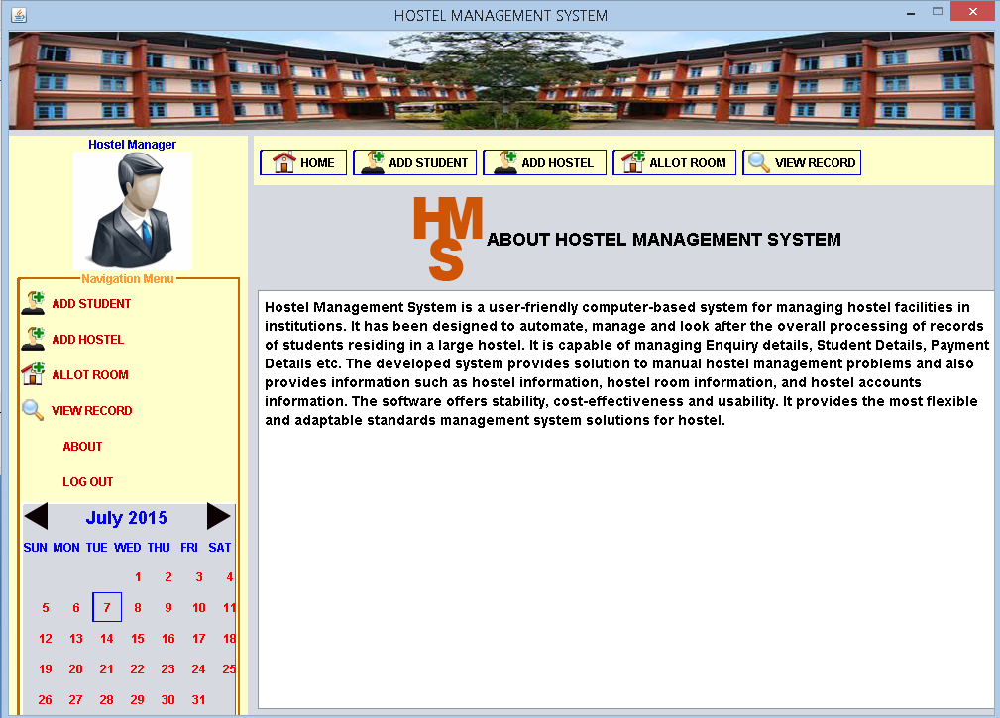 HOSTEL MANAGEMENT SYSTEM
Hostel Manager
Navigation Menu
ADD STUDENT
ADD HOSTEL
ALLOT ROOM
VIEW RECORD
ABOUT
LOG OUT
July 2015
SUN MON TUE WED THU FRI SAT
1 2 3 4
5 6 7 8 9 10 11
12 13 14 15 16 17 18
19 20 21 22 23 24 25
26 27 28 29 30 31
HOME ADD STUDENT ADD HOSTEL ALLOT ROOM VIEW RECORD
HM
S
ABOUT HOSTEL MANAGEMENT SYSTEM
Hostel Management System is a user-friendly computer-based system for managing hostel facilities in
institutions. It has been designed to automate, manage and look after the overall processing of records
of students residing in a large hostel. It is capable of managing Enquiry details, Student Details, Payment
Details etc. The developed system provides solution to manual hostel management problems and also
provides information such as hostel information, hostel room information, and hostel accounts
information. The software offers stability, cost-effectiveness and usability. It provides the most flexible
and adaptable standards management system solutions for hostel.